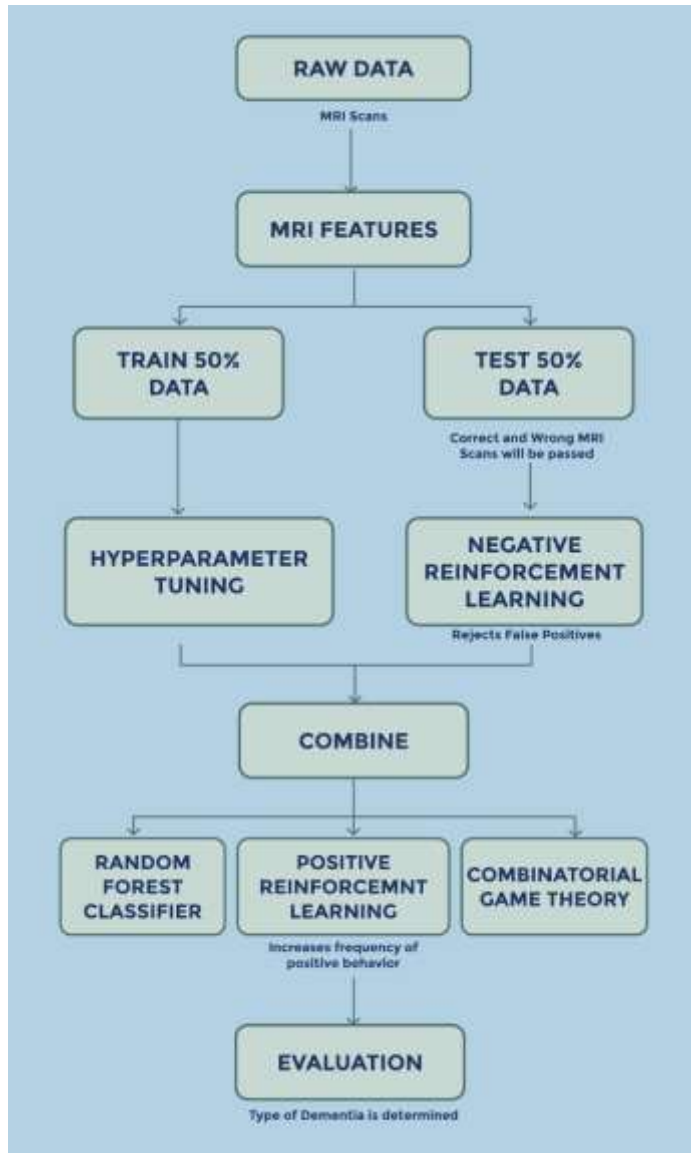 RAW DATA
MRI Scans
MRI FEATURES
TRAIN 50%
DATA
TEST 50%
DATA
Correct and Wrong MRI
Scans will be passed
HYPERPARAMETER
TUNING
NEGATIVE
REINFORCEMENT
LEARNING
Rejects False Positives
COMBINE
RANDOM
FOREST
CLASSIFIER
POSITIVE
REINFORCEMNT
LEARNING
COMBINATORIAL
GAME THEORY
Increases frequency of
positive behavior
EVALUATION
Type of Dementia is determined